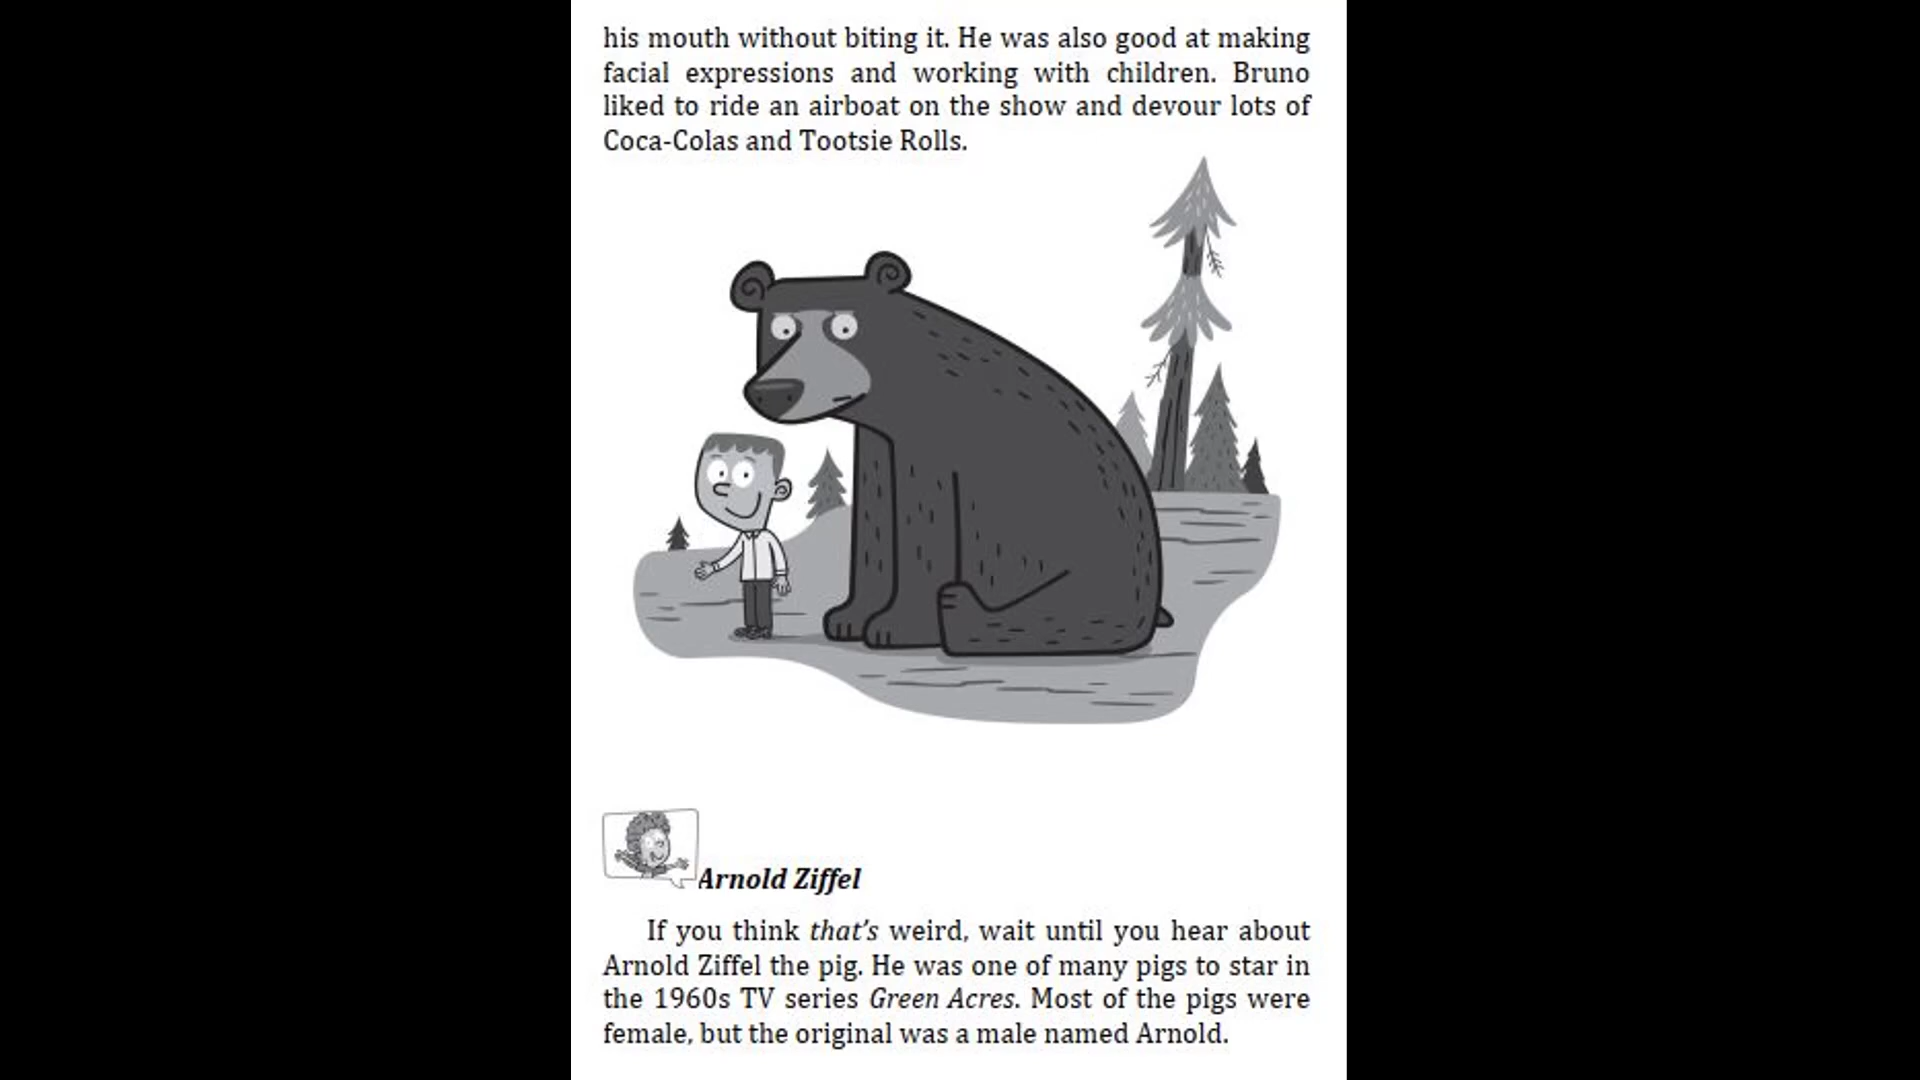 his mouth without biting it. He was also good at making
facial expressions and working with children. Bruno
liked to ride an airboat on the show and devour lots of
Coca-Colas and Tootsie Rolls.
Arnold Ziffel
If you think that's weird, wait until you hear about
Arnold Ziffel the pig. He was one of many pigs to star in
the 1960s TV series Green Acres. Most of the pigs were
female, but the original was a male named Arnold.